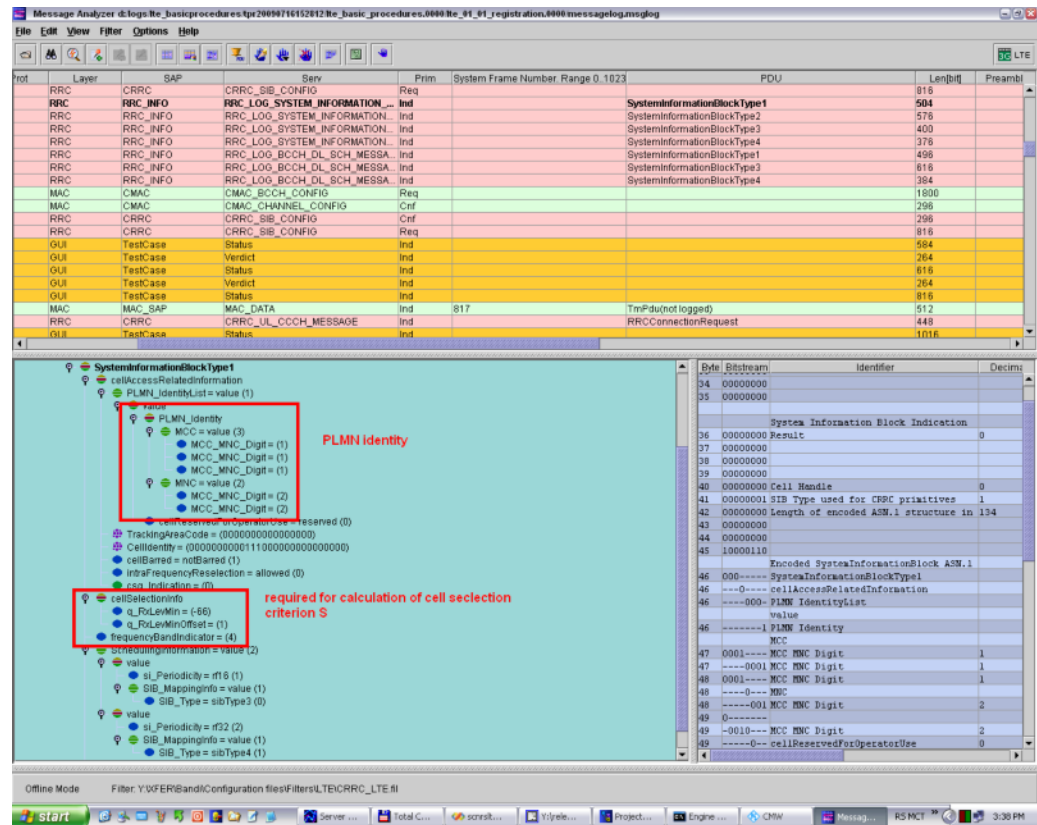 Message Analyzer d:logs:lte_basicprocedures:tpr20090716152812:lte_basic_procedures.0000:lte_01_01_registration.0000:messagelog.msglog
File Edit View Filter Options Help
3G LTE
Prot Layer SAP Serv Prim System Frame Number. Range 0..1023 PDU Len[bit] Preambl
RRC CRRC CRRC_SIB_CONFIG Req 816
RRC RRC_INFO RRC_LOG_SYSTEM_INFORMATION_... Ind SystemInformationBlockType1 504
RRC RRC_INFO RRC_LOG_SYSTEM_INFORMATION... Ind SystemInformationBlockType2 576
RRC RRC_INFO RRC_LOG_SYSTEM_INFORMATION... Ind SystemInformationBlockType3 400
RRC RRC_INFO RRC_LOG_SYSTEM_INFORMATION... Ind SystemInformationBlockType4 376
RRC RRC_INFO RRC_LOG_BCCH_DL_SCH_MESSA... Ind SystemInformationBlockType1 496
RRC RRC_INFO RRC_LOG_BCCH_DL_SCH_MESSA... Ind SystemInformationBlockType3 616
RRC RRC_INFO RRC_LOG_BCCH_DL_SCH_MESSA... Ind SystemInformationBlockType4 384
MAC CMAC CMAC_BCCH_CONFIG Req 1800
MAC CMAC CMAC_CHANNEL_CONFIG Cnf 296
RRC CRRC CRRC_SIB_CONFIG Cnf 296
RRC CRRC CRRC_SIB_CONFIG Req 816
GUI TestCase Status Ind 584
GUI TestCase Verdict Ind 264
GUI TestCase Status Ind 616
GUI TestCase Verdict Ind 264
GUI TestCase Status Ind 816
MAC MAC_SAP MAC_DATA Ind 817 TmPdu(not logged) 512
RRC CRRC CRRC_UL_CCCH_MESSAGE Ind RRCConnectionRequest 448
GUI TestCase Status Ind 1016
SystemInformationBlockType1
cellAccessRelatedInformation
PLMN_IdentityList = value (1)
value
PLMN_Identity
MCC = value (3)
MCC_MNC_Digit = (1)
MCC_MNC_Digit = (1)
MCC_MNC_Digit = (1)
MNC = value (2)
MCC_MNC_Digit = (2)
MCC_MNC_Digit = (2)
PLMN identity
cellReservedForOperatorUse = reserved (0)
TrackingAreaCode = (0000000000000000)
CellIdentity = (0000000000111000000000000000)
cellBarred = notBarred (1)
intraFrequencyReselection = allowed (0)
csg_Indication = (0)
cellSelectionInfo
q_RxLevMin = (-66)
q_RxLevMinOffset = (1)
frequencyBandIndicator = (4)
required for calculation of cell seclection
criterion S
SchedulingInformation = value (2)
value
si_Periodicity = rf16 (1)
SIB_MappingInfo = value (1)
SIB_Type = sibType3 (0)
value
si_Periodicity = rf32 (2)
SIB_MappingInfo = value (1)
SIB_Type = sibType4 (1)
Byte Bitstream Identifier Decima
34 00000000
35 00000000
System Information Block Indication
36 00000000 Result 0
37 00000000
38 00000000
39 00000000
40 00000000 Cell Handle 0
41 00000001 SIB Type used for CRRC primitives 1
42 00000000 Length of encoded ASN.1 structure in 134
43 00000000
44 00000000
45 10000110
Encoded SystemInformationBlock ASN.1
46 000----- SystemInformationBlockType1
46 ---0---- cellAccessRelatedInformation
46 ----000- PLMN IdentityList
value
46 -------1 PLMN Identity
MCC
47 0001---- MCC MNC Digit 1
47 ----0001 MCC MNC Digit 1
48 0001---- MCC MNC Digit 1
48 ----0--- MNC
48 -----001 MCC MNC Digit 2
49 0-------
49 -0010--- MCC MNC Digit 2
49 -----0-- cellReservedForOperatorUse 0
Offline Mode Filter: Y:\XFER\Bandi\Configuration files\Filters\LTE\CRRC_LTE.fil
start Server ... Total C... scnrslt... Y:\rele... Project... Engine ... CMW Messag... RS MCT 3:38 PM